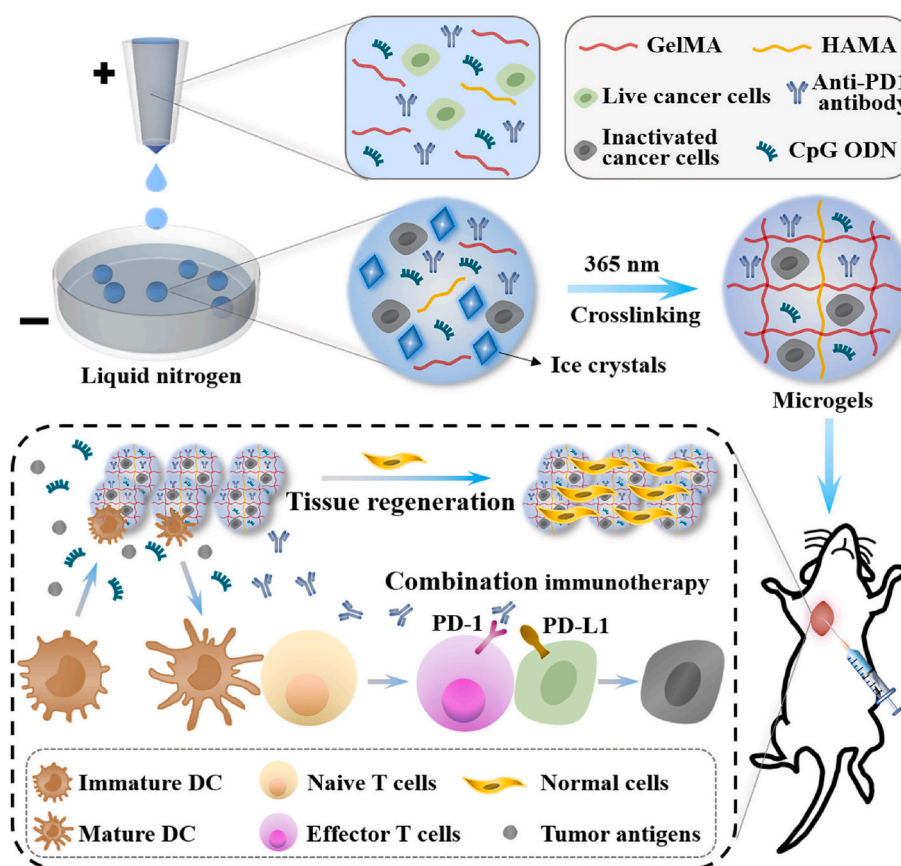 +
GelMA
HAMA
Live cancer cells
Anti-PD1
antibody
Inactivated
cancer cells
CpG ODN
−
Liquid nitrogen
365 nm
Crosslinking
Ice crystals
Microgels
Tissue regeneration
Combination immunotherapy
PD-1
PD-L1
Immature DC
Naive T cells
Normal cells
Mature DC
Effector T cells
Tumor antigens